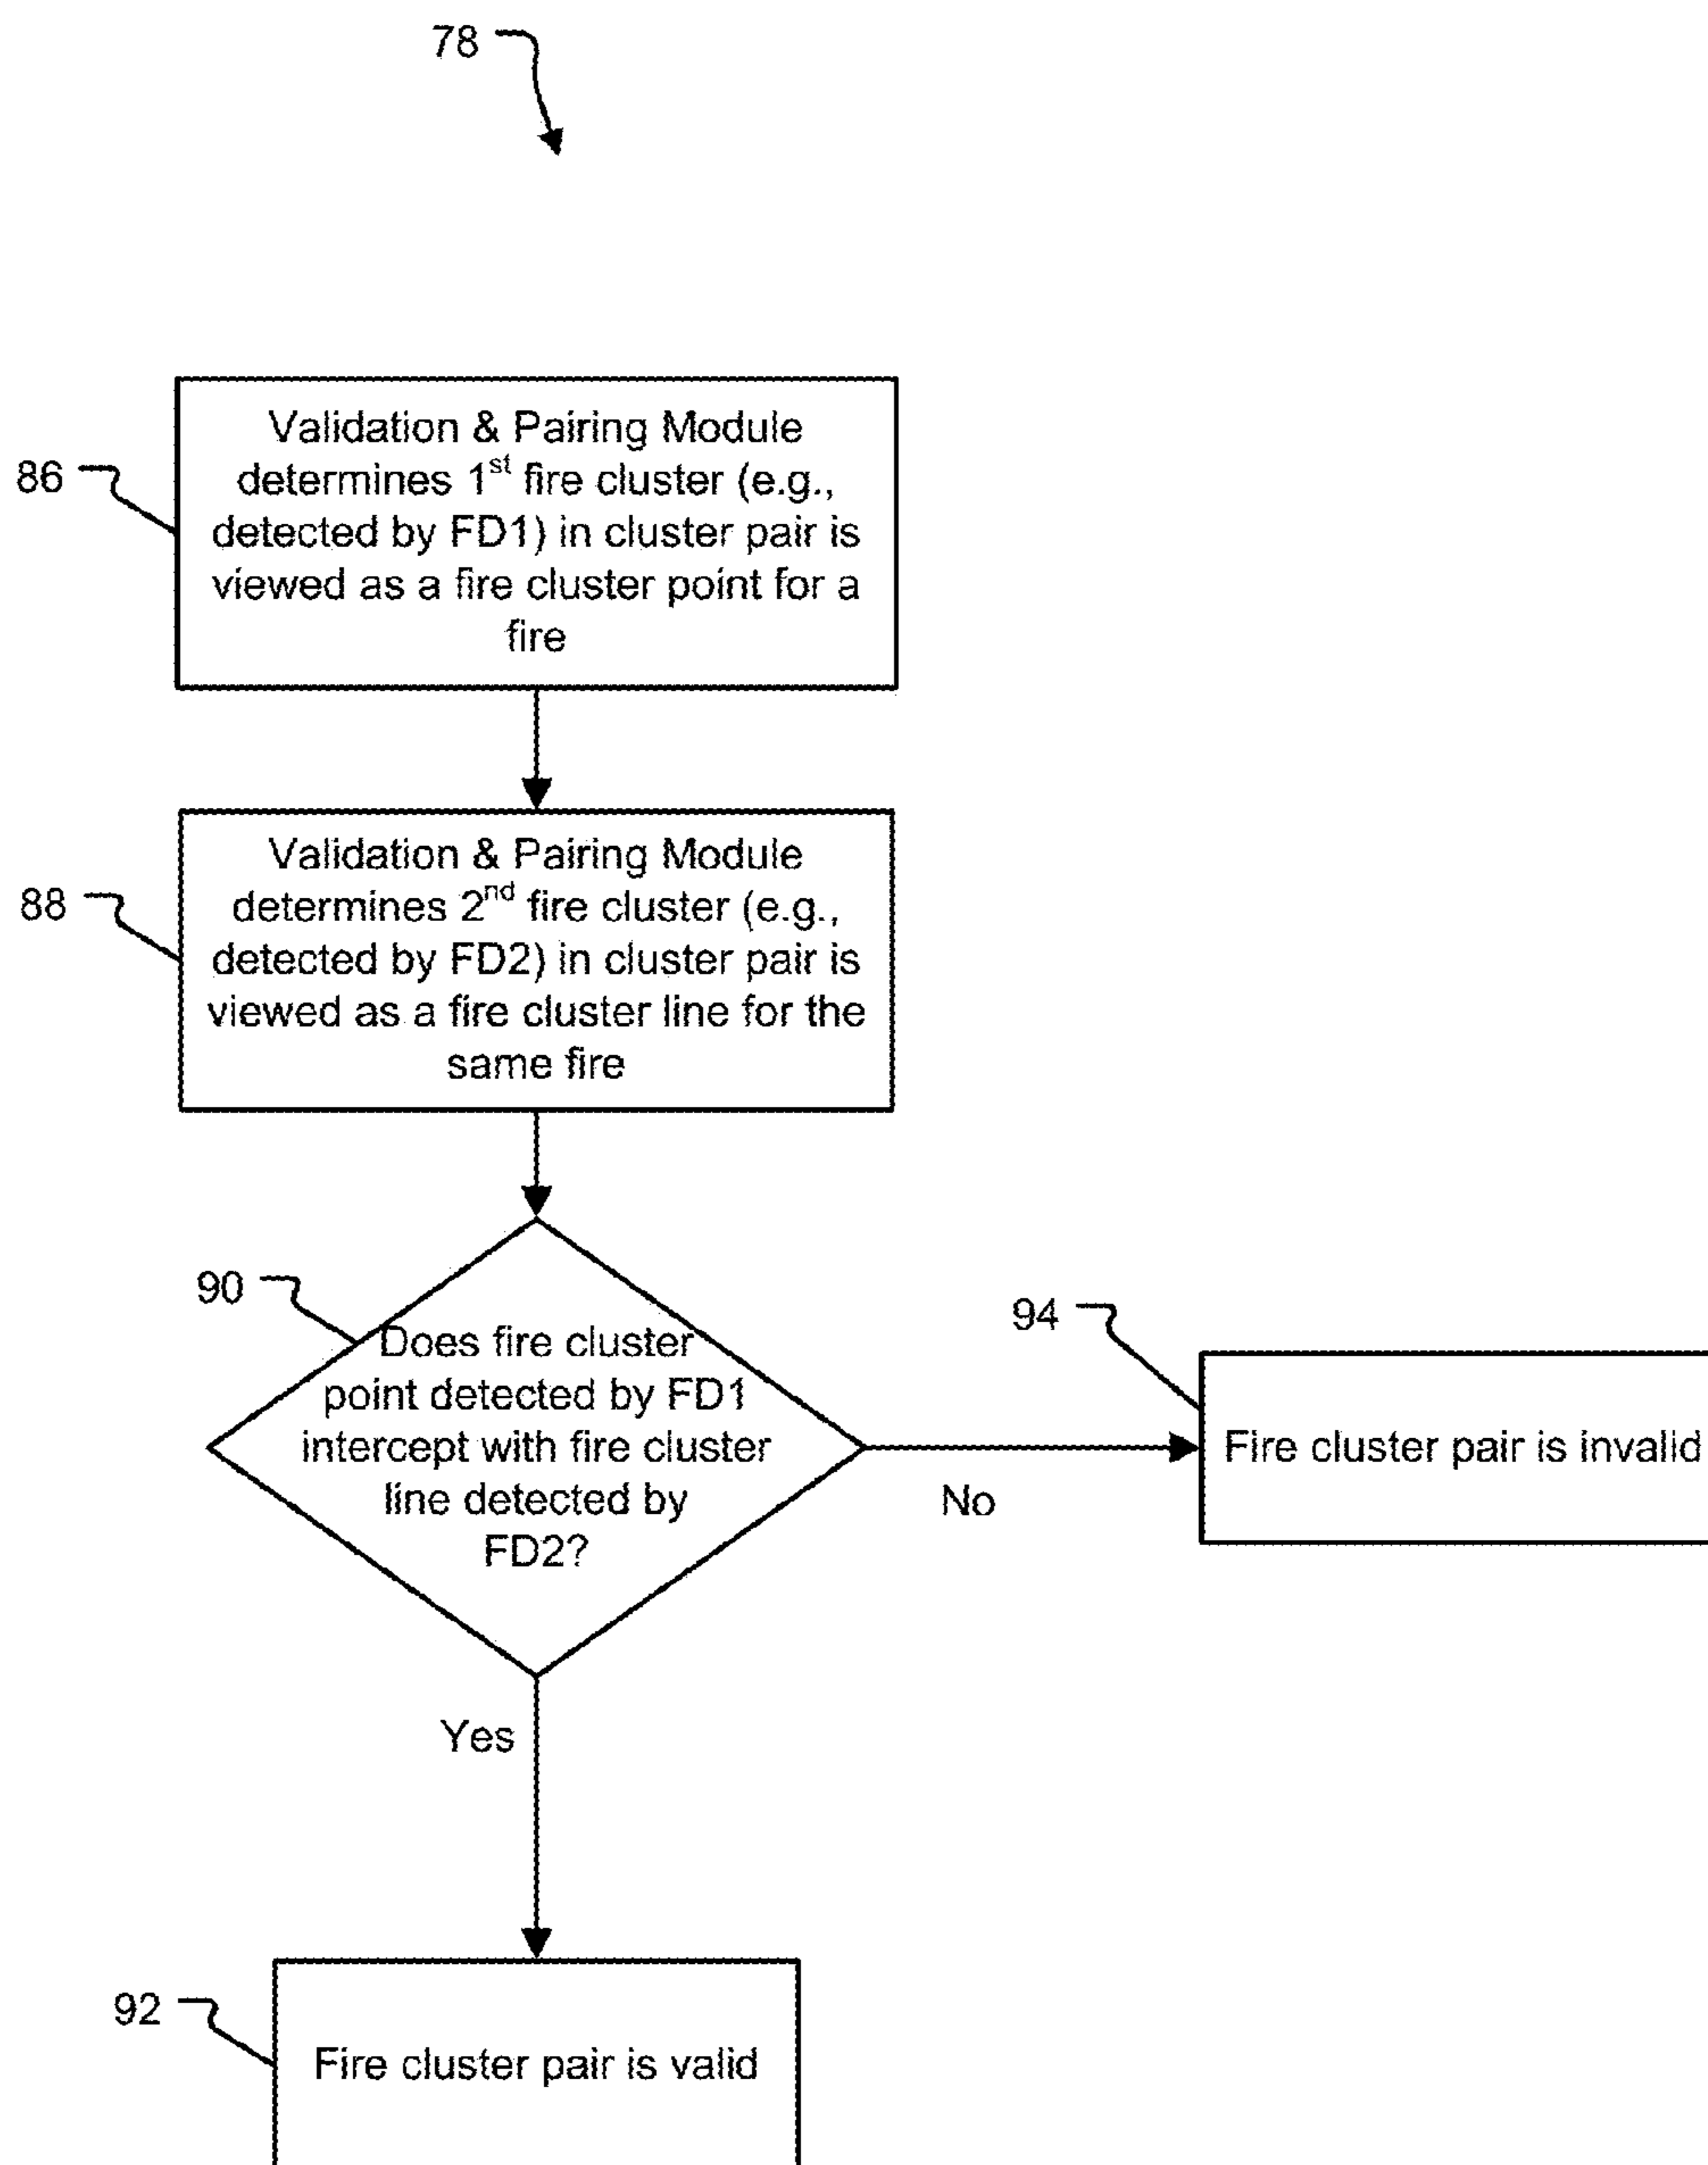 78
86
Validation & Pairing Module
determines 1st fire cluster (e.g.,
detected by FD1) in cluster pair is
viewed as a fire cluster point for a
fire
88
Validation & Pairing Module
determines 2nd fire cluster (e.g.,
detected by FD2) in cluster pair is
viewed as a fire cluster line for the
same fire
90
Does fire cluster
point detected by FD1
intercept with fire cluster
line detected by
FD2?
94
Fire cluster pair is invalid
No
Yes
92
Fire cluster pair is valid